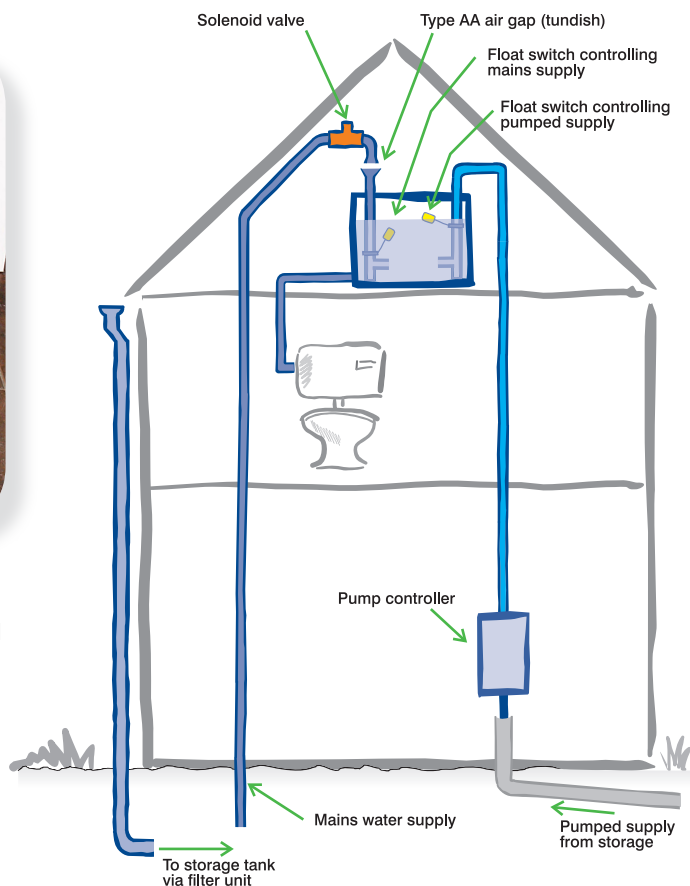 Solenoid valve
Type AA air gap (tundish)
Float switch controlling
mains supply
Float switch controlling
pumped supply
Pump controller
Mains water supply
Pumped supply
from storage
To storage tank
via filter unit